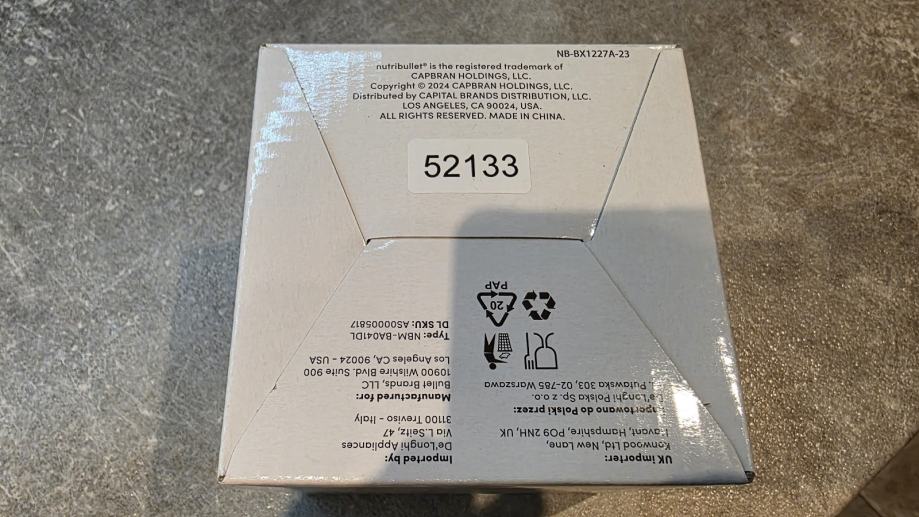 NB-BX1227A-23
nutribullet® is the registered trademark of
CAPBRAN HOLDINGS, LLC.
Copyright © 2024 CAPBRAN HOLDINGS, LLC.
Distributed by CAPITAL BRANDS DISTRIBUTION, LLC.
LOS ANGELES, CA 90024, USA.
ALL RIGHTS RESERVED. MADE IN CHINA.
52133
UK importer:
Kenwood Ltd, New Lane,
Havant, Hampshire, PO9 2NH, UK
Importowano do Polski przez:
De'Longhi Polska Sp. z o.o.
Putawska 303, 02-785 Warszawa
20
PAP
Imported by:
De'Longhi Appliances
Via L.Seitz, 47
31100 Treviso - Italy
Manufactured for:
Bullet Brands, LLC
10900 Wilshire Blvd. Suite 900
Los Angeles CA, 90024 - USA
Type: NBM-BA041DL
DL SKU: AS00005817